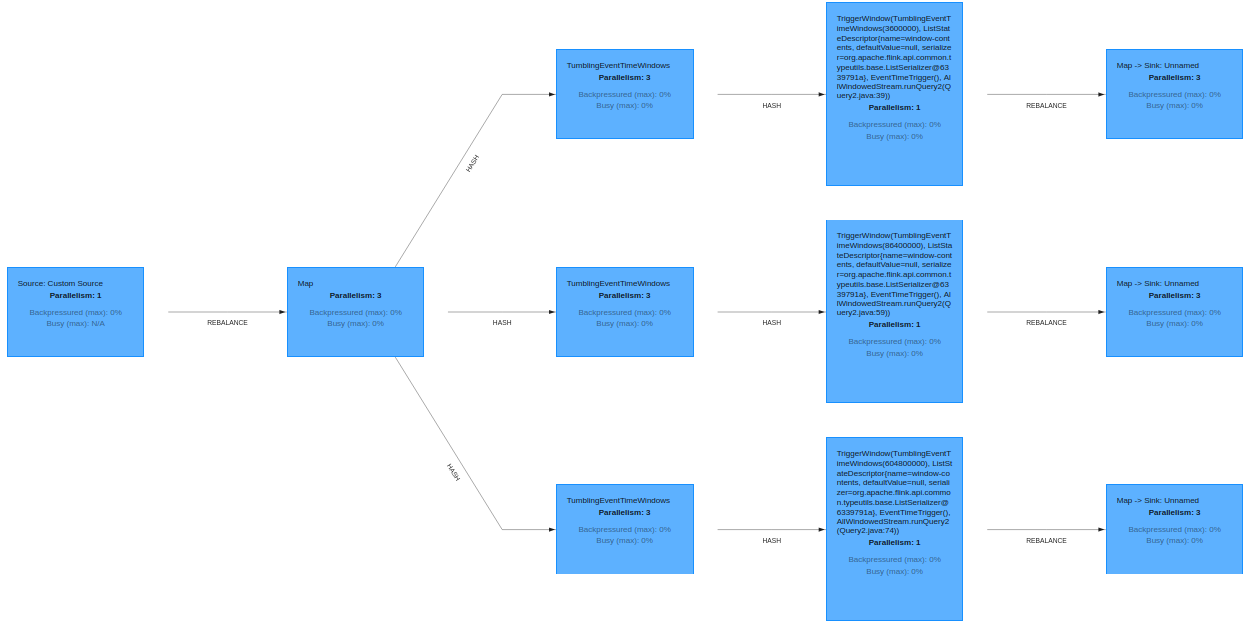 Source: Custom Source
Parallelism: 1
Backpressured (max): 0%
Busy (max): N/A
REBALANCE
Map
Parallelism: 3
Backpressured (max): 0%
Busy (max): 0%
HASH
TumblingEventTimeWindows
Parallelism: 3
Backpressured (max): 0%
Busy (max): 0%
HASH
TriggerWindow(TumblingEventT
imeWindows(3600000), ListStat
eDescriptor{name=window-cont
ents, defaultValue=null, serialize
r=org.apache.flink.api.common.t
ypeutils.base.ListSerializer@63
39791a}, EventTimeTrigger(), Al
lWindowedStream.runQuery2(Q
uery2.java:39))
Parallelism: 1
Backpressured (max): 0%
Busy (max): 0%
REBALANCE
Map -> Sink: Unnamed
Parallelism: 3
Backpressured (max): 0%
Busy (max): 0%
HASH
TumblingEventTimeWindows
Parallelism: 3
Backpressured (max): 0%
Busy (max): 0%
HASH
TriggerWindow(TumblingEventT
imeWindows(86400000), ListSta
teDescriptor{name=window-cont
ents, defaultValue=null, serialize
r=org.apache.flink.api.common.t
ypeutils.base.ListSerializer@63
39791a}, EventTimeTrigger(), Al
lWindowedStream.runQuery2(Q
uery2.java:59))
Parallelism: 1
Backpressured (max): 0%
Busy (max): 0%
REBALANCE
Map -> Sink: Unnamed
Parallelism: 3
Backpressured (max): 0%
Busy (max): 0%
HASH
TumblingEventTimeWindows
Parallelism: 3
Backpressured (max): 0%
Busy (max): 0%
HASH
TriggerWindow(TumblingEventT
imeWindows(604800000), ListSt
ateDescriptor{name=window-co
ntents, defaultValue=null, seriali
zer=org.apache.flink.api.commo
n.typeutils.base.ListSerializer@
6339791a}, EventTimeTrigger(),
AllWindowedStream.runQuery2
(Query2.java:74))
Parallelism: 1
Backpressured (max): 0%
Busy (max): 0%
REBALANCE
Map -> Sink: Unnamed
Parallelism: 3
Backpressured (max): 0%
Busy (max): 0%